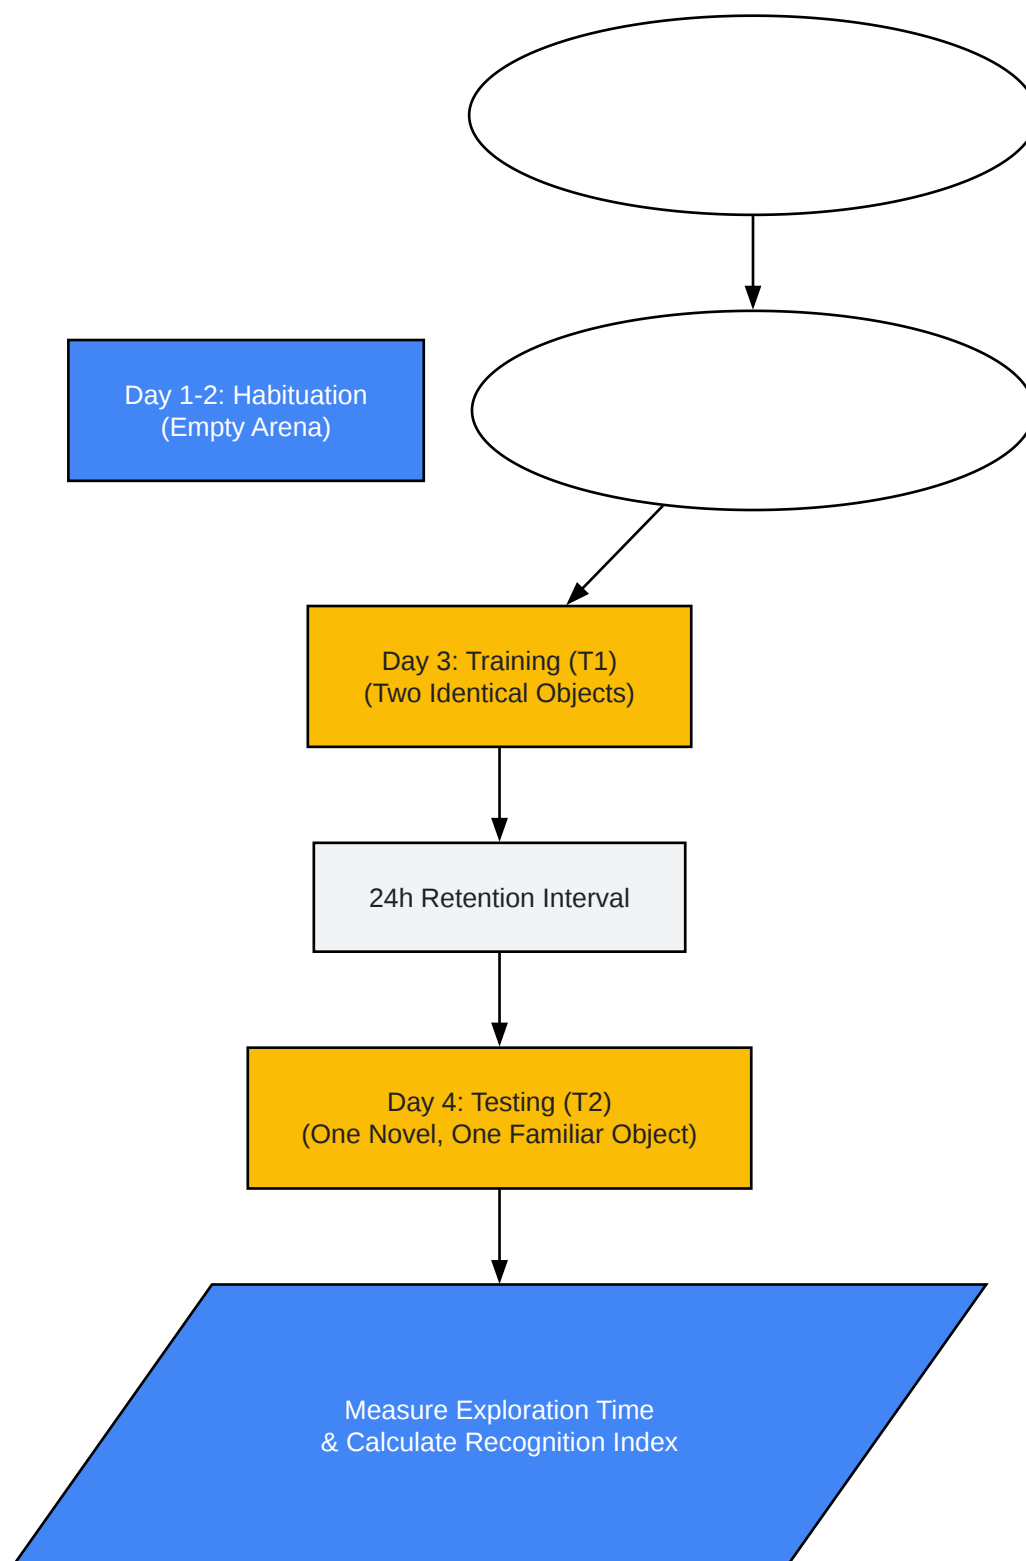 Day 1-2: Habituation
(Empty Arena)
Day 3: Training (T1)
(Two Identical Objects)
24h Retention Interval
Day 4: Testing (T2)
(One Novel, One Familiar Object)
Measure Exploration Time
& Calculate Recognition Index